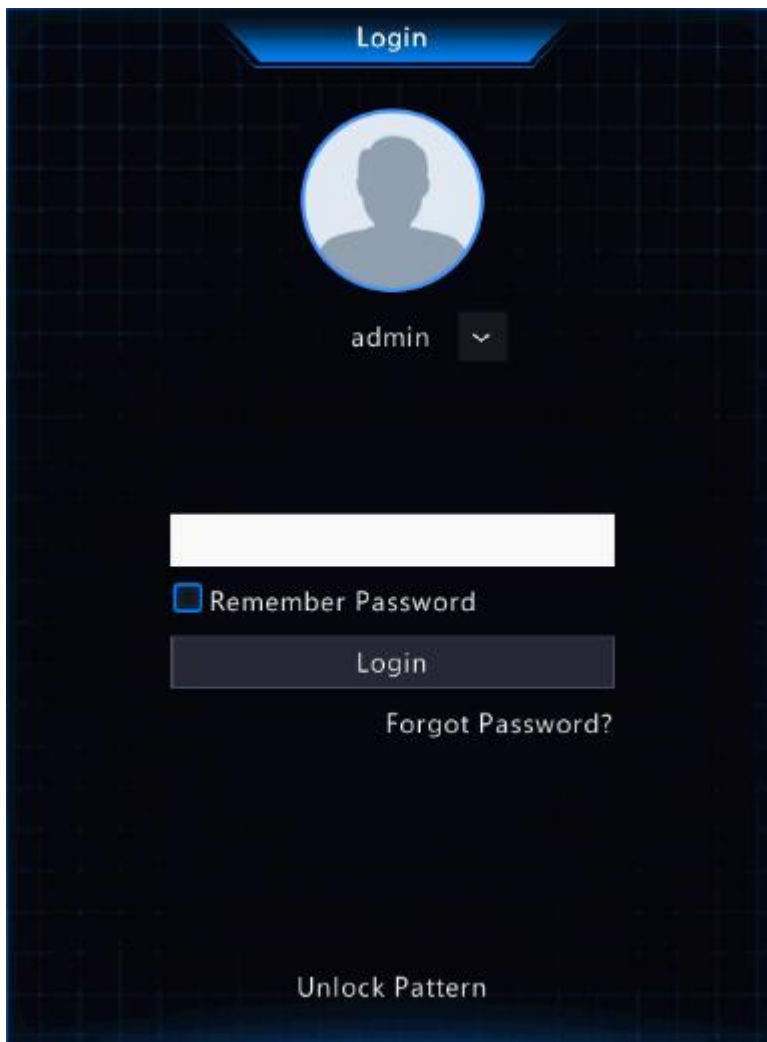 Login
admin
Remember Password
Login
Forgot Password?
Unlock Pattern